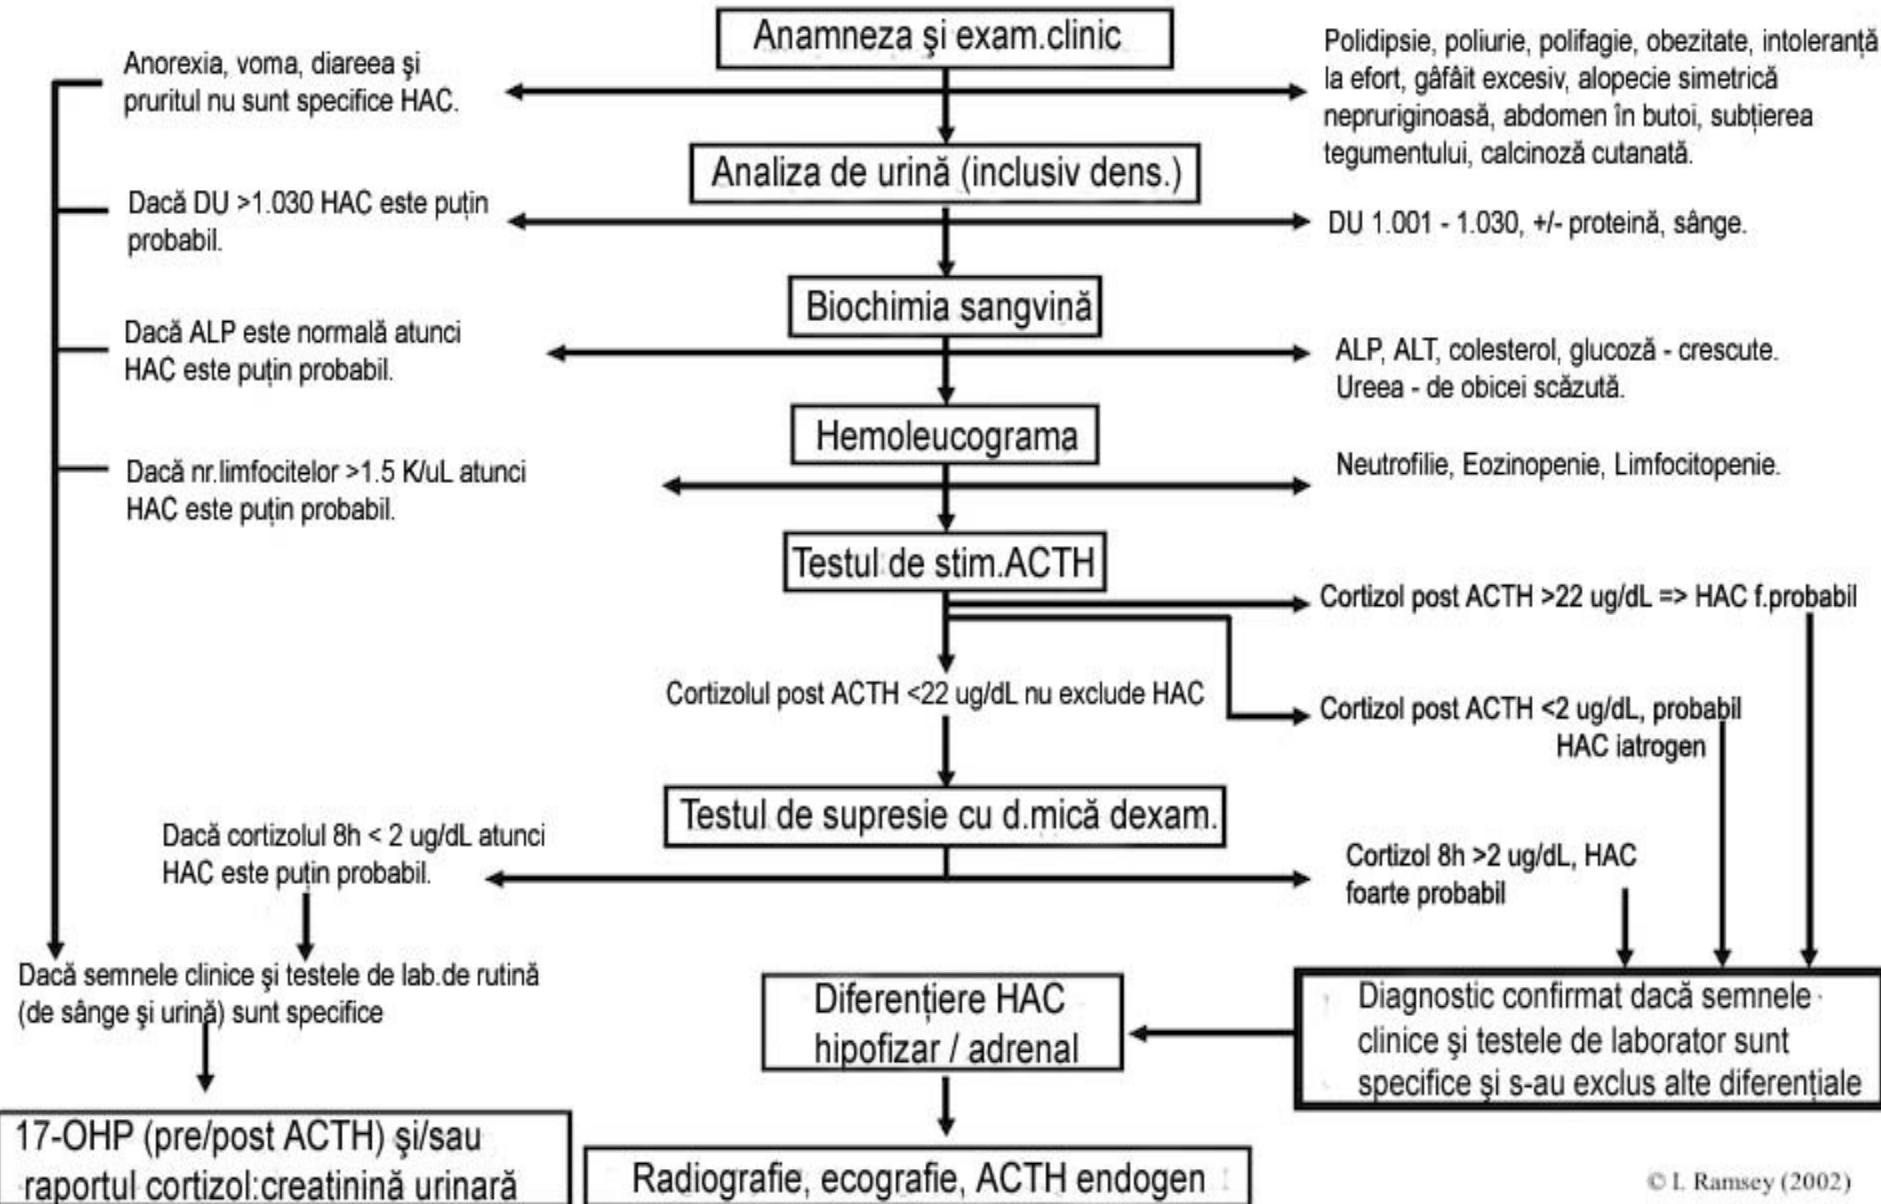 Anamneza şi exam.clinic
Anorexia, voma, diareea şi
pruritul nu sunt specifice HAC.
Polidipsie, poliurie, polifagie, obezitate, intoleranţă
la efort, gâfâit excesiv, alopecie simetrică
nepruriginoasă, abdomen în butoi, subţierea
tegumentului, calcinoză cutanată.
Analiza de urină (inclusiv dens.)
Dacă DU >1.030 HAC este puţin
probabil.
DU 1.001 - 1.030, +/- proteină, sânge.
Biochimia sangvină
Dacă ALP este normală atunci
HAC este puţin probabil.
ALP, ALT, colesterol, glucoză - crescute.
Ureea - de obicei scăzută.
Hemoleucograma
Dacă nr.limfocitelor >1.5 K/uL atunci
HAC este puţin probabil.
Neutrofilie, Eozinopenie, Limfocitopenie.
Testul de stim.ACTH
Cortizol post ACTH >22 ug/dL => HAC f.probabil
Cortizolul post ACTH <22 ug/dL nu exclude HAC
Cortizol post ACTH <2 ug/dL, probabil
HAC iatrogen
Testul de supresie cu d.mică dexam.
Dacă cortizolul 8h < 2 ug/dL atunci
HAC este puţin probabil.
Cortizol 8h >2 ug/dL, HAC
foarte probabil
Dacă semnele clinice şi testele de lab.de rutină
(de sânge şi urină) sunt specifice
Diferenţiere HAC
hipofizar / adrenal
Diagnostic confirmat dacă semnele
clinice şi testele de laborator sunt
specifice şi s-au exclus alte diferenţiale
17-OHP (pre/post ACTH) şi/sau
raportul cortizol:creatinină urinară
Radiografie, ecografie, ACTH endogen
© I. Ramsey (2002)